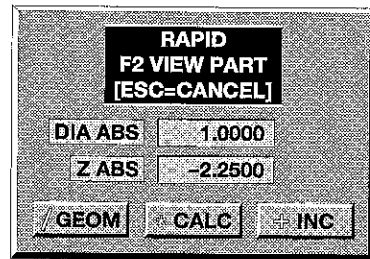 RAPID
F2 VIEW PART
[ESC=CANCEL]
DIA ABS 1.0000
Z ABS -2.2500
/ GEOM * CALC + INC